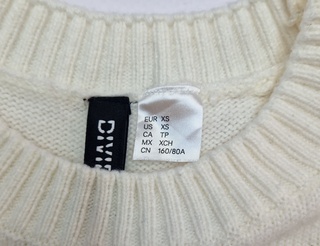 DIVI
EUR XS
US XS
CA TP
MX XCH
CN 160/80A